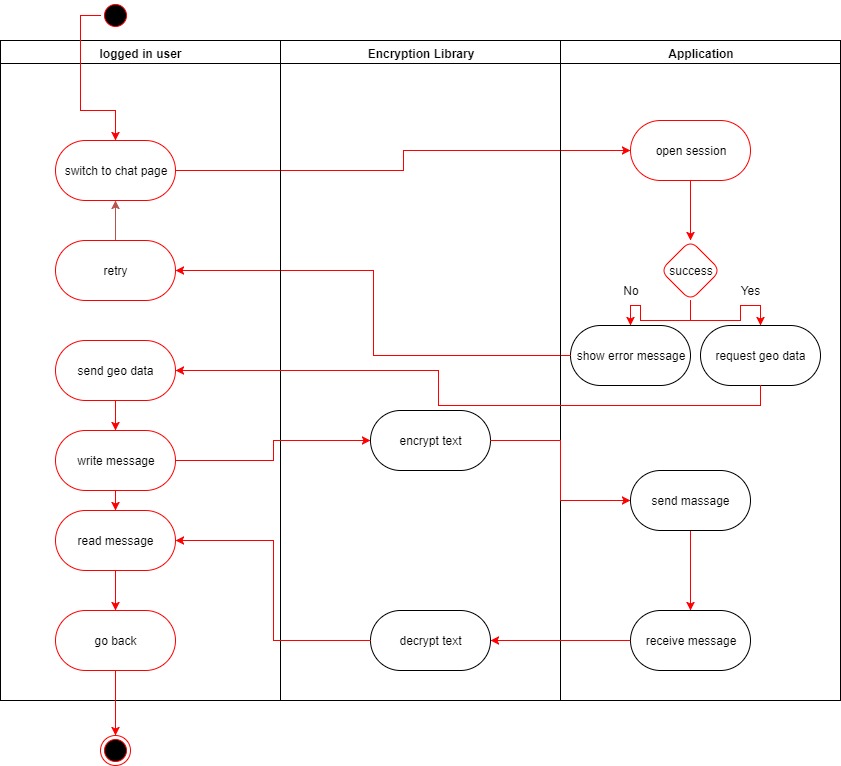 logged in user
Encryption Library
Application
switch to chat page
open session
retry
success
No
Yes
show error message
request geo data
send geo data
write message
encrypt text
send massage
read message
go back
decrypt text
receive message